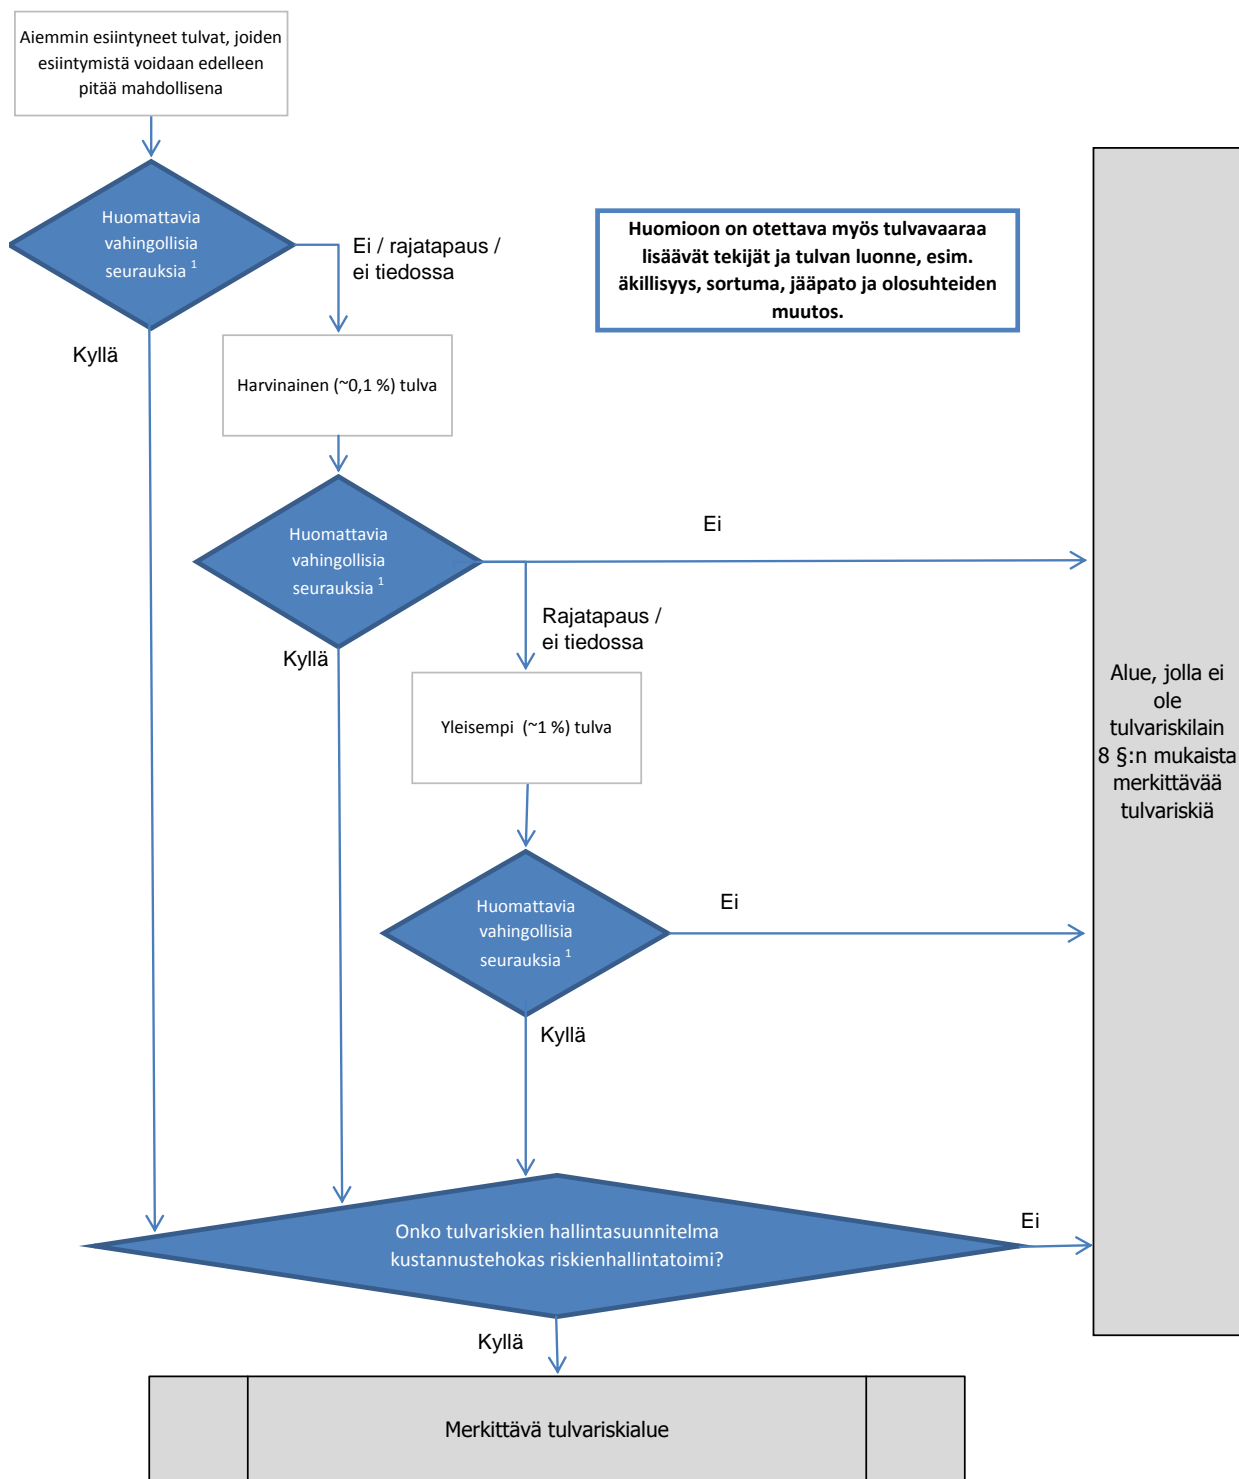 Aiemmin esiintyneet tulvat, joiden
esiintymistä voidaan edelleen
pitää mahdollisena
Huomattavia
vahingollisia
seurauksia 1
Ei / rajatapaus /
ei tiedossa
Huomioon on otettava myös tulvavaaraa
lisäävät tekijät ja tulvan luonne, esim.
äkillisyys, sortuma, jääpato ja olosuhteiden
muutos.
Kyllä
Harvinainen (~0,1 %) tulva
Huomattavia
vahingollisia
seurauksia 1
Ei
Rajatapaus /
ei tiedossa
Kyllä
Yleisempi (~1 %) tulva
Alue, jolla ei
ole
tulvariskilain
8 §:n mukaista
merkittävää
tulvariskiä
Huomattavia
vahingollisia
seurauksia 1
Ei
Kyllä
Onko tulvariskien hallintasuunnitelma
kustannustehokas riskienhallintatoimi?
Ei
Kyllä
Merkittävä tulvariskialue